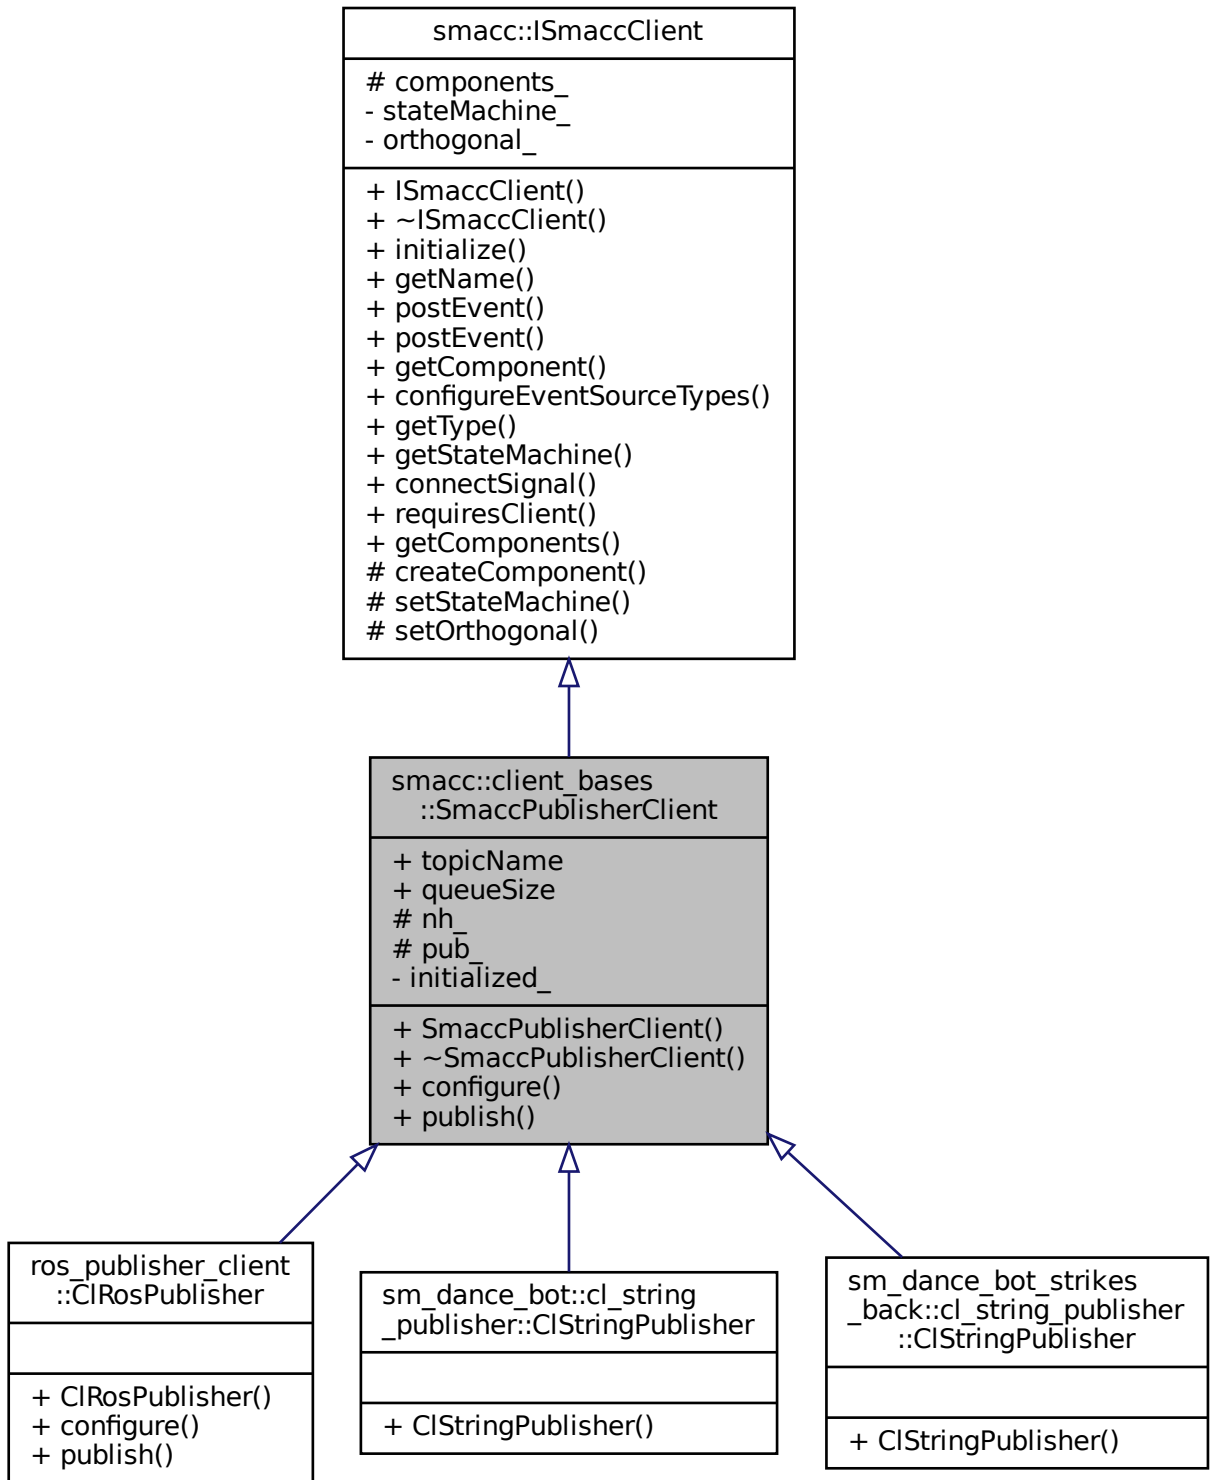 smacc::ISmaccClient
# components_
- stateMachine_
- orthogonal_
+ ISmaccClient()
+ ~ISmaccClient()
+ initialize()
+ getName()
+ postEvent()
+ postEvent()
+ getComponent()
+ configureEventSourceTypes()
+ getType()
+ getStateMachine()
+ connectSignal()
+ requiresClient()
+ getComponents()
# createComponent()
# setStateMachine()
# setOrthogonal()
smacc::client_bases
::SmaccPublisherClient
+ topicName
+ queueSize
# nh_
# pub_
- initialized_
+ SmaccPublisherClient()
+ ~SmaccPublisherClient()
+ configure()
+ publish()
ros_publisher_client
::ClRosPublisher
+ ClRosPublisher()
+ configure()
+ publish()
sm_dance_bot::cl_string
_publisher::ClStringPublisher
+ ClStringPublisher()
sm_dance_bot_strikes
_back::cl_string_publisher
::ClStringPublisher
+ ClStringPublisher()